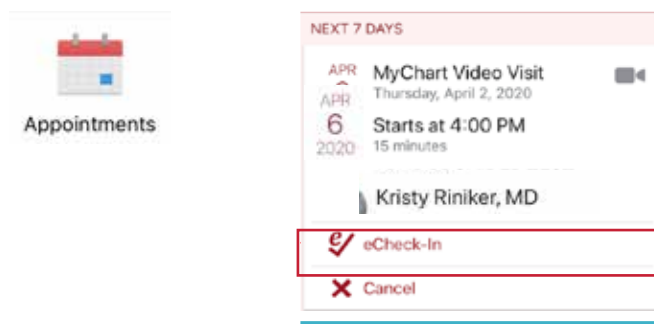 Appointments
NEXT 7 DAYS
APR
MyChart Video Visit
Thursday, April 2, 2020
APR
6
2020
Starts at 4:00 PM
15 minutes
Kristy Riniker, MD
eCheck-In
Cancel